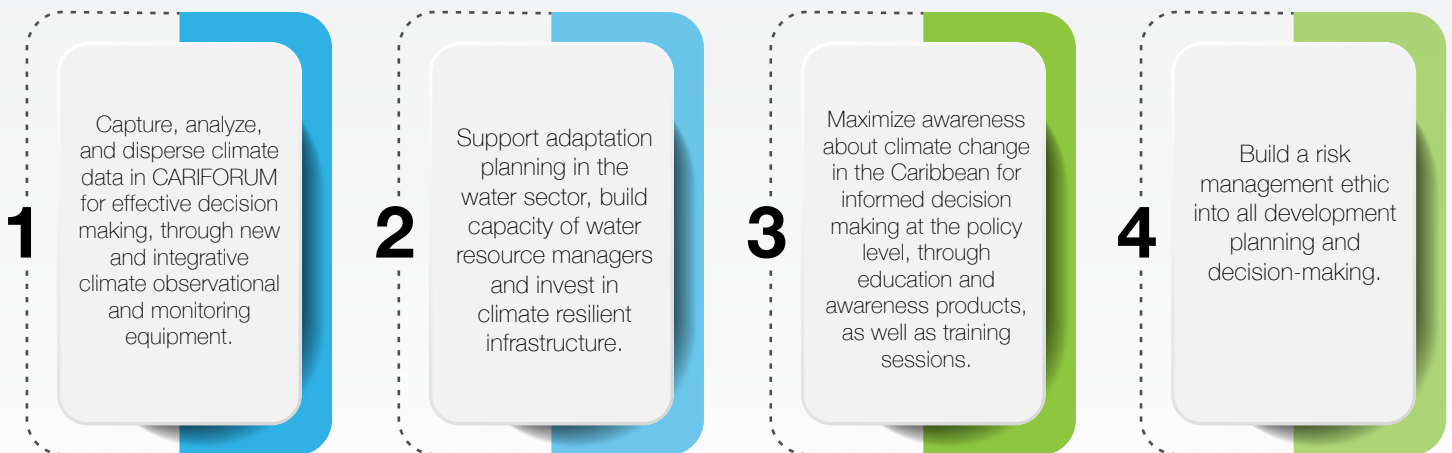 1
Capture, analyze,
and disperse climate
data in CARIFORUM
for effective decision
making, through new
and integrative
climate observational
and monitoring
equipment.
2
Support adaptation
planning in the
water sector, build
capacity of water
resource managers
and invest in
climate resilient
infrastructure.
3
Maximize awareness
about climate change
in the Caribbean for
informed decision
making at the policy
level, through
education and
awareness products,
as well as training
sessions.
4
Build a risk
management ethic
into all development
planning and
decision-making.